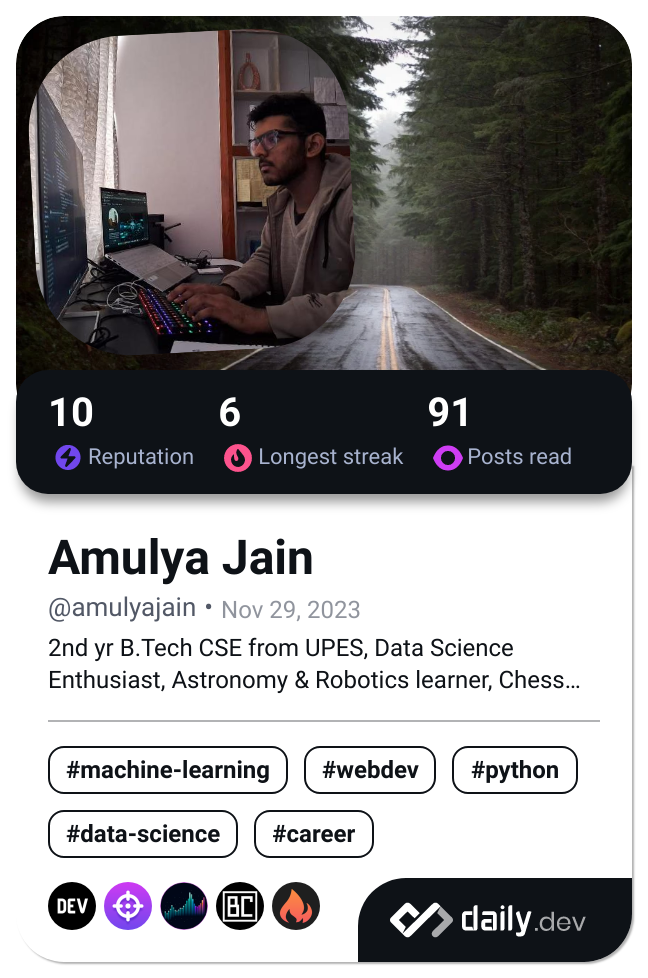 10 6 91
Reputation Longest streak Posts read
Amulya Jain
@amulyajain • Nov 29, 2023
2nd yr B.Tech CSE from UPES, Data Science
Enthusiast, Astronomy & Robotics learner, Chess…
#machine-learning #webdev #python
#data-science #career
DEV BC daily.dev